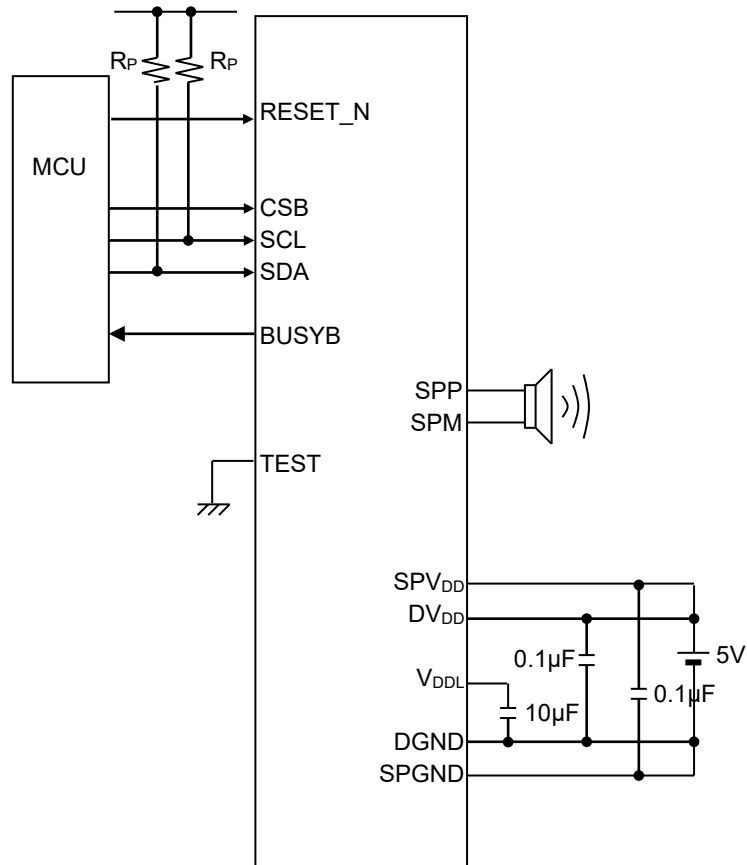 RP RP
RESET_N
MCU
CSB
SCL
SDA
BUSYB
SPP
SPM
TEST
SPVDD
DVDD
0.1µF 5V
VDDL
0.1µF
10µF
DGND
SPGND